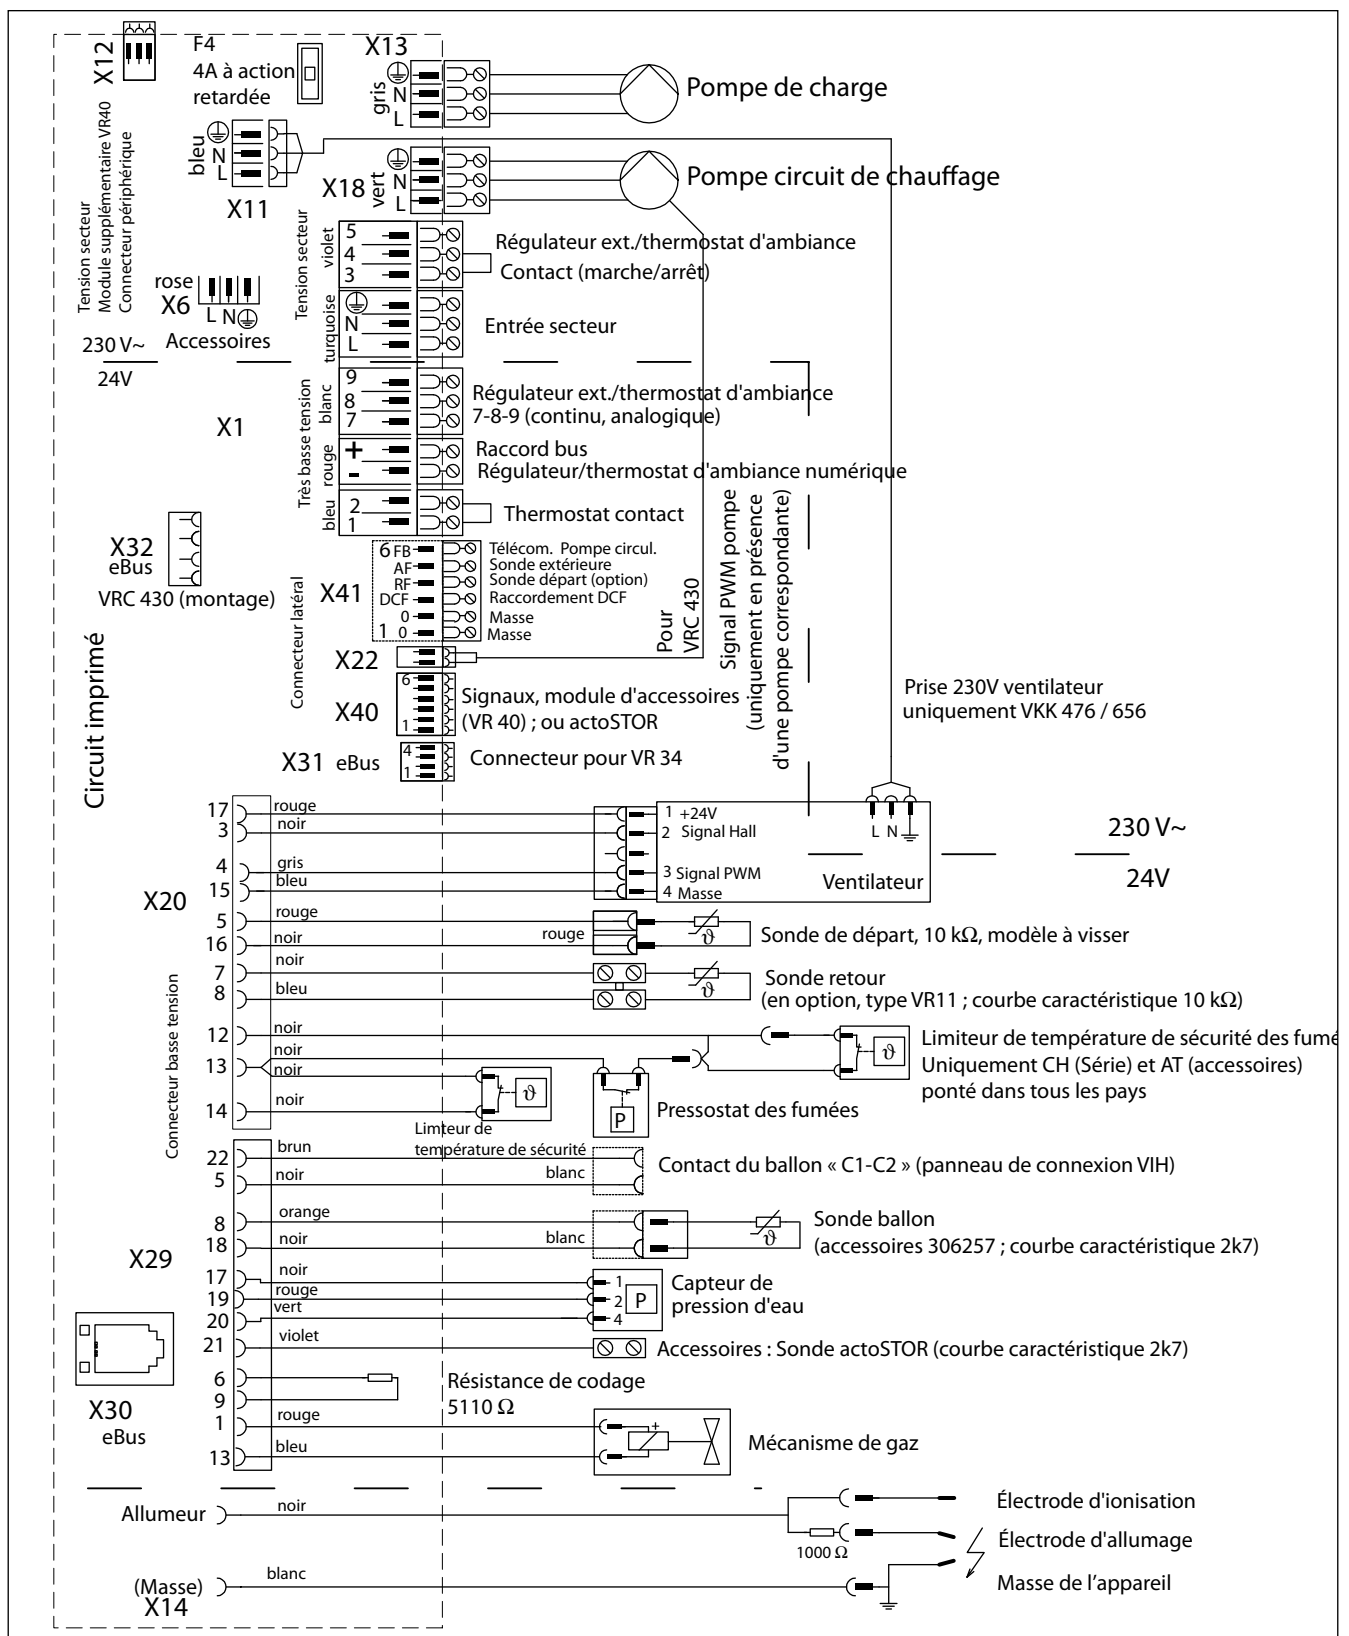 X12
F4
4A à action
retardée
X13
gris
N
L
Pompe de charge
Tension secteur
Module supplémentaire VR40
Connecteur périphérique
bleu
N
L
X11
X18
vert
N
L
Pompe circuit de chauffage
Tension secteur
violet
5
4
3
Régulateur ext./thermostat d'ambiance
Contact (marche/arrêt)
rose
X6
L N
Accessoires
turquoise
N
L
Entrée secteur
230 V~
24V
X1
Très basse tension
blanc
9
8
7
Régulateur ext./thermostat d'ambiance
7-8-9 (continu, analogique)
rouge
+
-
Raccord bus
Régulateur/thermostat d'ambiance numérique
bleu
2
1
Thermostat contact
X32
eBus
VRC 430 (montage)
Circuit imprimé
Connecteur latéral
X41
6 FB
AF
RF
DCF
0
1 0
Télécom. Pompe circul.
Sonde extérieure
Sonde départ (option)
Raccordement DCF
Masse
Masse
Pour
VRC 430
Signal PWM pompe
(uniquement en présence
d'une pompe correspondante)
X22
X40
6
1
Signaux, module d'accessoires
(VR 40) ; ou actoSTOR
X31 eBus
4
1
Connecteur pour VR 34
Prise 230V ventilateur
uniquement VKK 476 / 656
X20
Connecteur basse tension
17 rouge
3 noir
4 gris
15 bleu
1 +24V
2 Signal Hall
3 Signal PWM
4 Masse
L N
Ventilateur
230 V~
24V
5 rouge
16 noir
rouge
Sonde de départ, 10 kΩ, modèle à visser
7 noir
8 bleu
ϑ
ϑ
Sonde retour
(en option, type VR11 ; courbe caractéristique 10 kΩ)
12 noir
13 noir
noir
14 noir
ϑ
Limteur de
température de sécurité
P
Pressostat des fumées
ϑ
Limiteur de température de sécurité des fumé
Uniquement CH (Série) et AT (accessoires)
ponté dans tous les pays
X29
22 brun
5 noir
blanc
Contact du ballon « C1-C2 » (panneau de connexion VIH)
8 orange
18 noir
blanc
ϑ
Sonde ballon
(accessoires 306257 ; courbe caractéristique 2k7)
17 noir
19 rouge
20 vert
1
2
4
P
Capteur de
pression d'eau
21 violet
Accessoires : Sonde actoSTOR (courbe caractéristique 2k7)
6
9
Résistance de codage
5110 Ω
X30
eBus
1 rouge
13 bleu
+
Mécanisme de gaz
Allumeur
noir
Électrode d'ionisation
1000 Ω
Électrode d'allumage
(Masse)
X14
blanc
Masse de l'appareil